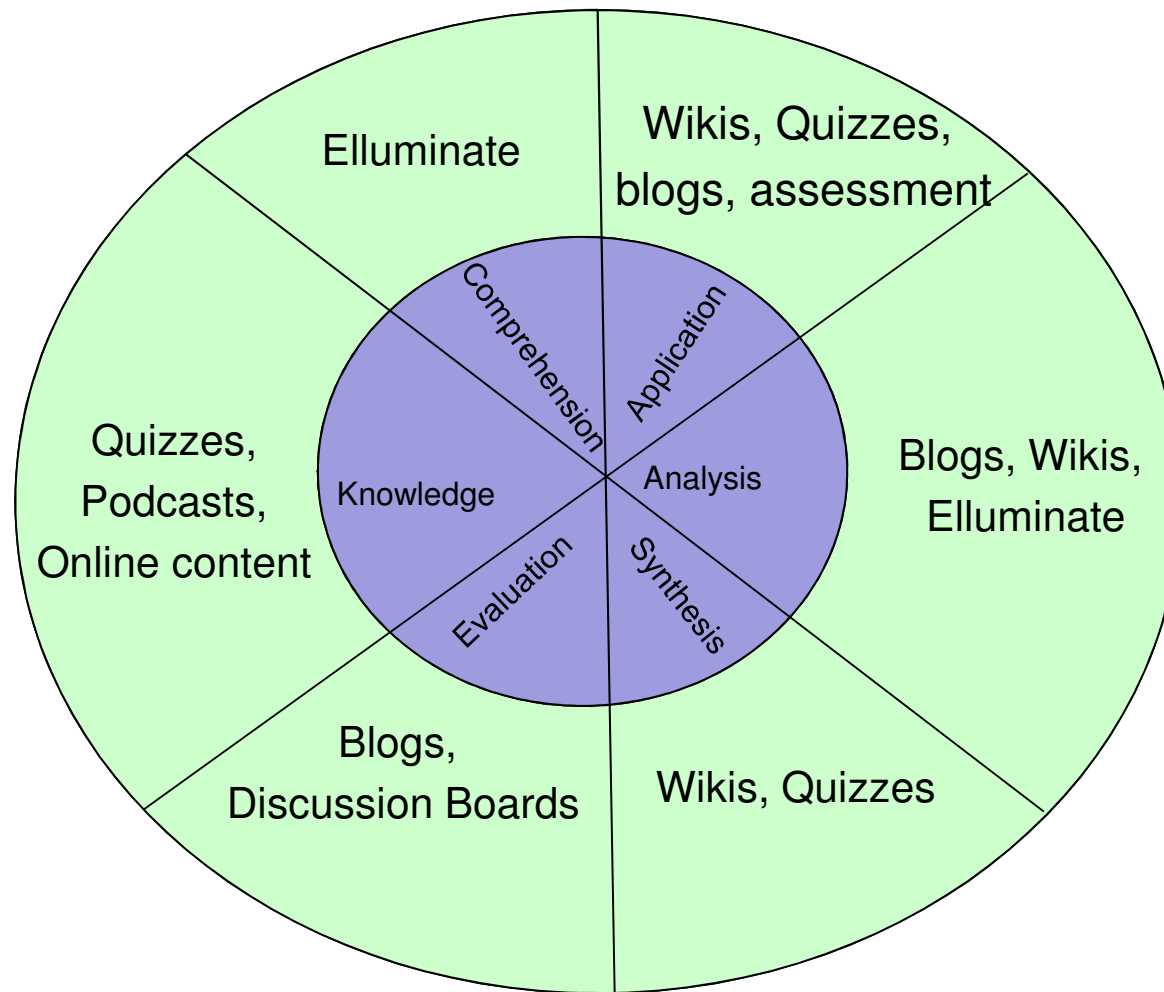 Elluminate
Wikis, Quizzes,
blogs, assessment
Comprehension
Application
Quizzes,
Podcasts,
Online content
Knowledge
Analysis
Blogs, Wikis,
Elluminate
Evaluation
Synthesis
Blogs,
Discussion Boards
Wikis, Quizzes